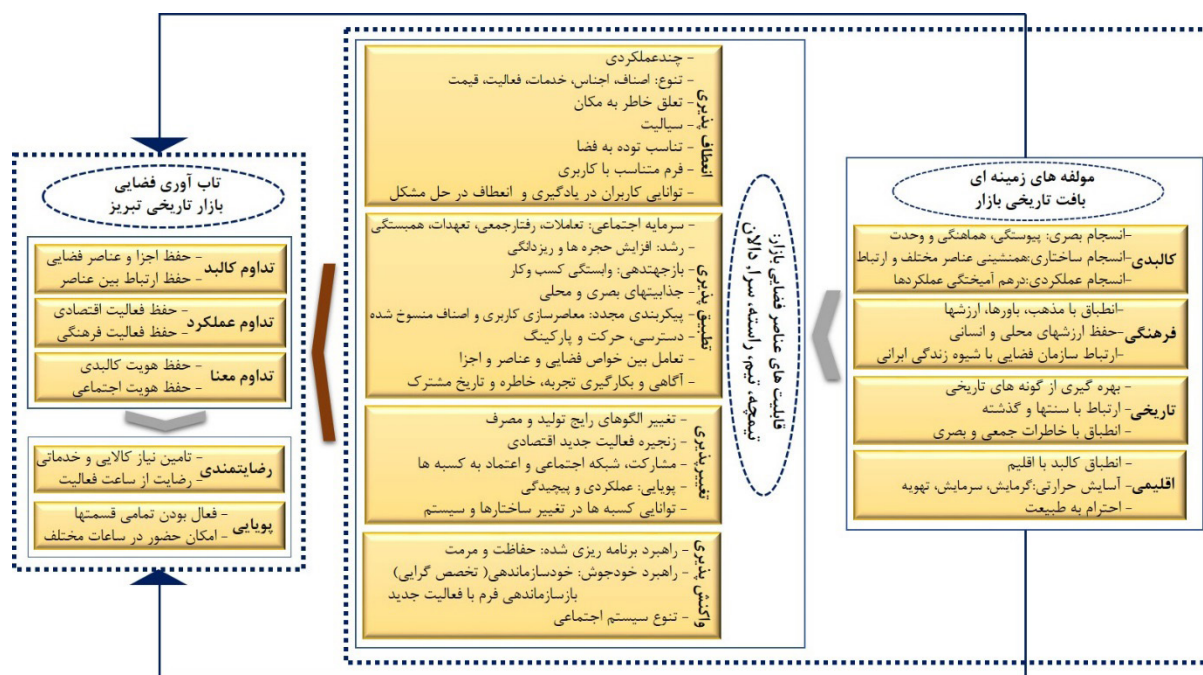 مولفه های زمینه ای
بافت تاریخی بازار
کالبدی
-انسجام بصری: پیوستگی، هماهنگی و وحدت
-انسجام ساختاری:همنشینی عناصر مختلف و ارتباط
-انسجام عملکردی:درهم آمیختگی عملکردها
فرهنگی
-انطباق با مذهب، باورها، ارزشها
-حفظ ارزشهای محلی و انسانی
-ارتباط سازمان فضایی با شیوه زندگی ایرانی
تاریخی
- بهره گیری از گونه های تاریخی
-ارتباط با سنتها و گذشته
- انطباق با خاطرات جمعی و بصری
اقلیمی
- انطباق کالبد با اقلیم
- آسایش حرارتی:گرمایش، سرمایش، تهویه
- احترام به طبیعت
قابلیت های عناصر فضایی بازار:
تیمچه، تیم، راسته، سرا، دالان
انعطاف پذیری
- چندعملکردی
- تنوع: اصناف، اجناس، خدمات، فعالیت، قیمت
- تعلق خاطر به مکان
- سیالیت
- تناسب توده به فضا
- فرم متناسب با کاربری
- توانایی کاربران در یادگیری و انعطاف در حل مشکل
تطبیق پذیری
- سرمایه اجتماعی: تعاملات، رفتارجمعی، تعهدات، همبستگی
- رشد: افزایش حجره ها و ریزدانگی
- بازجهتدهی: وابستگی کسب وکار
- جذابیتهای بصری و محلی
- پیکربندی مجدد: معاصرسازی کاربری و اصناف منسوخ شده
- دسترسی، حرکت و پارکینگ
- تعامل بین خواص فضایی و عناصر و اجزا
- آگاهی و بکارگیری تجربه، خاطره و تاریخ مشترک
تغییرپذیری
- تغییر الگوهای رایج تولید و مصرف
- زنجیره فعالیت جدید اقتصادی
- مشارکت، شبکه اجتماعی و اعتماد به کسبه ها
- پویایی: عملکردی و پیچیدگی
- توانایی کسبه ها در تغییر ساختارها و سیستم
واکنش پذیری
- راهبرد برنامه ریزی شده: حفاظت و مرمت
- راهبرد خودجوش: خودسازماندهی( تخصص گرایی)
بازسازماندهی فرم با فعالیت جدید
- تنوع سیستم اجتماعی
تاب آوری فضایی
بازار تاریخی تبریز
تداوم کالبد
- حفظ اجزا و عناصر فضایی
- حفظ ارتباط بین عناصر
تداوم عملکرد
- حفظ فعالیت اقتصادی
- حفظ فعالیت فرهنگی
تداوم معنا
- حفظ هویت کالبدی
- حفظ هویت اجتماعی
رضایتمندی
- تامین نیاز کالایی و خدماتی
- رضایت از ساعت فعالیت
پویایی
- فعال بودن تمامی قسمتها
- امکان حضور در ساعات مختلف